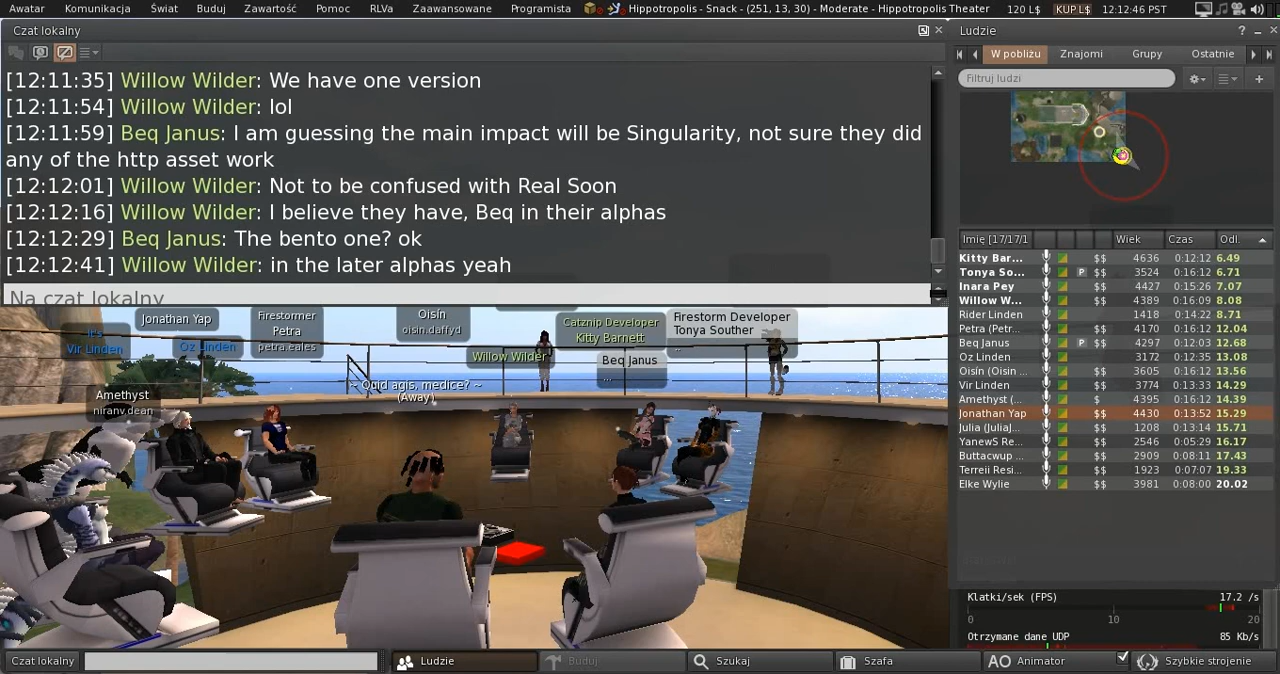 Awatar Komunikacja Świat Buduj Zawartość Pomoc RLVa Zaawansowane Programista Hippotropolis - Snack - (251, 13, 30) - Moderate - Hippotropolis Theater 120 L$ KUP L$ 12:12:46 PST
Czat lokalny
[12:11:35] Willow Wilder: We have one version
[12:11:54] Willow Wilder: lol
[12:11:59] Beq Janus: I am guessing the main impact will be Singularity, not sure they did
any of the http asset work
[12:12:01] Willow Wilder: Not to be confused with Real Soon
[12:12:16] Willow Wilder: I believe they have, Beq in their alphas
[12:12:29] Beq Janus: The bento one? ok
[12:12:41] Willow Wilder: in the later alphas yeah
Na czat lokalny
Jonathan Yap
Firestormer
Petra
petra.eales
Oisín
oisin.daffyd
Catznip Developer
Kitty Barnett
Firestorm Developer
Tonya Souther
..
It's
Vir Linden
Oz Linden
Willow Wilder
Beq Janus
...
~ Quid agis, medice? ~
(Away)
Amethyst
nirany.dean
Ludzie
W pobliżu Znajomi Grupy Ostatnie
Filtruj ludzi
Imię [17/17/1 Wiek Czas Odl.
Kitty Bar... $$ 4636 0:12:12 6.49
Tonya So... P $$ 3524 0:16:12 6.71
Inara Pey $$ 4427 0:15:26 7.07
Willow W... $$ 4389 0:16:09 8.08
Rider Linden 1418 0:14:22 8.71
Petra (Petr... $$ 4170 0:16:12 12.04
Beq Janus P $$ 4297 0:12:03 12.68
Oz Linden 3172 0:12:35 13.08
Oisín (Oisin ... $$ 3605 0:16:12 13.56
Vir Linden 3774 0:13:33 14.29
Amethyst (... $ 4395 0:16:12 14.39
Jonathan Yap $$ 4430 0:13:52 15.29
Julia (JuliaJ... $$ 1208 0:13:14 15.71
YanewS Re... $$ 2546 0:05:29 16.17
Buttacwup ... $$ 2909 0:08:11 17.43
Terreii Resi... $$ 1923 0:07:07 19.33
Elke Wylie $$ 3981 0:08:00 20.02
Klatki/sek (FPS) 17.2 /s
0 10 20
Otrzymane dane UDP 85 Kb/s
Czat lokalny Ludzie Buduj Szukaj Szafa AO Animator Szybkie strojenie